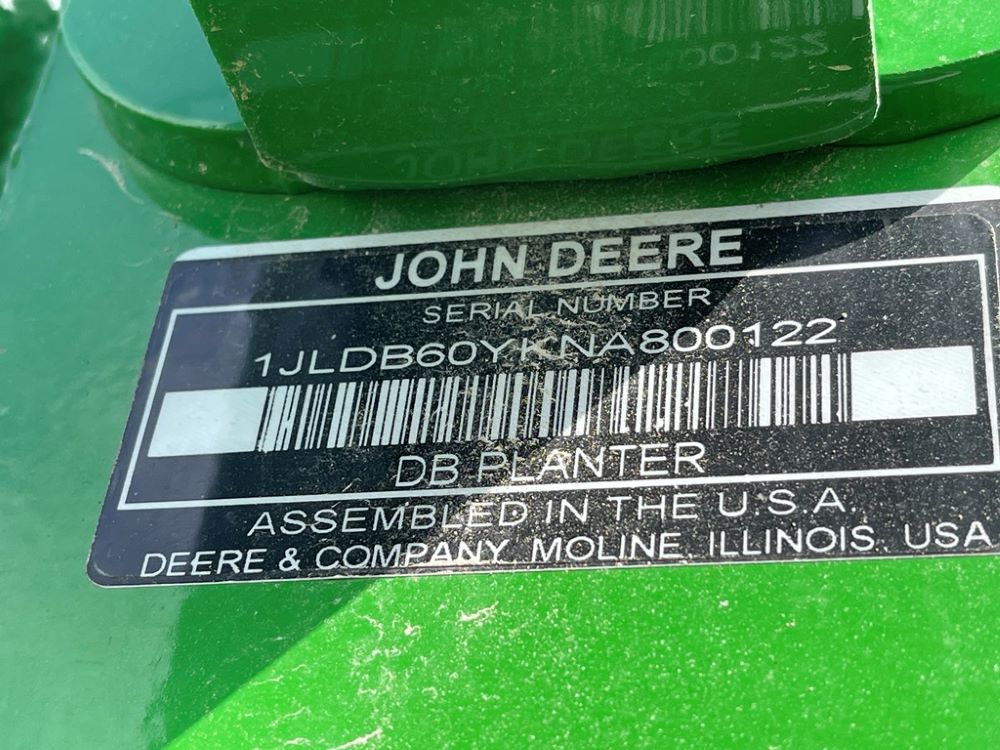 JOHN DEERE
SERIAL NUMBER
1JLDB60YKNA800122
DB PLANTER
ASSEMBLED IN THE U.S.A.
DEERE & COMPANY, MOLINE, ILLINOIS, USA